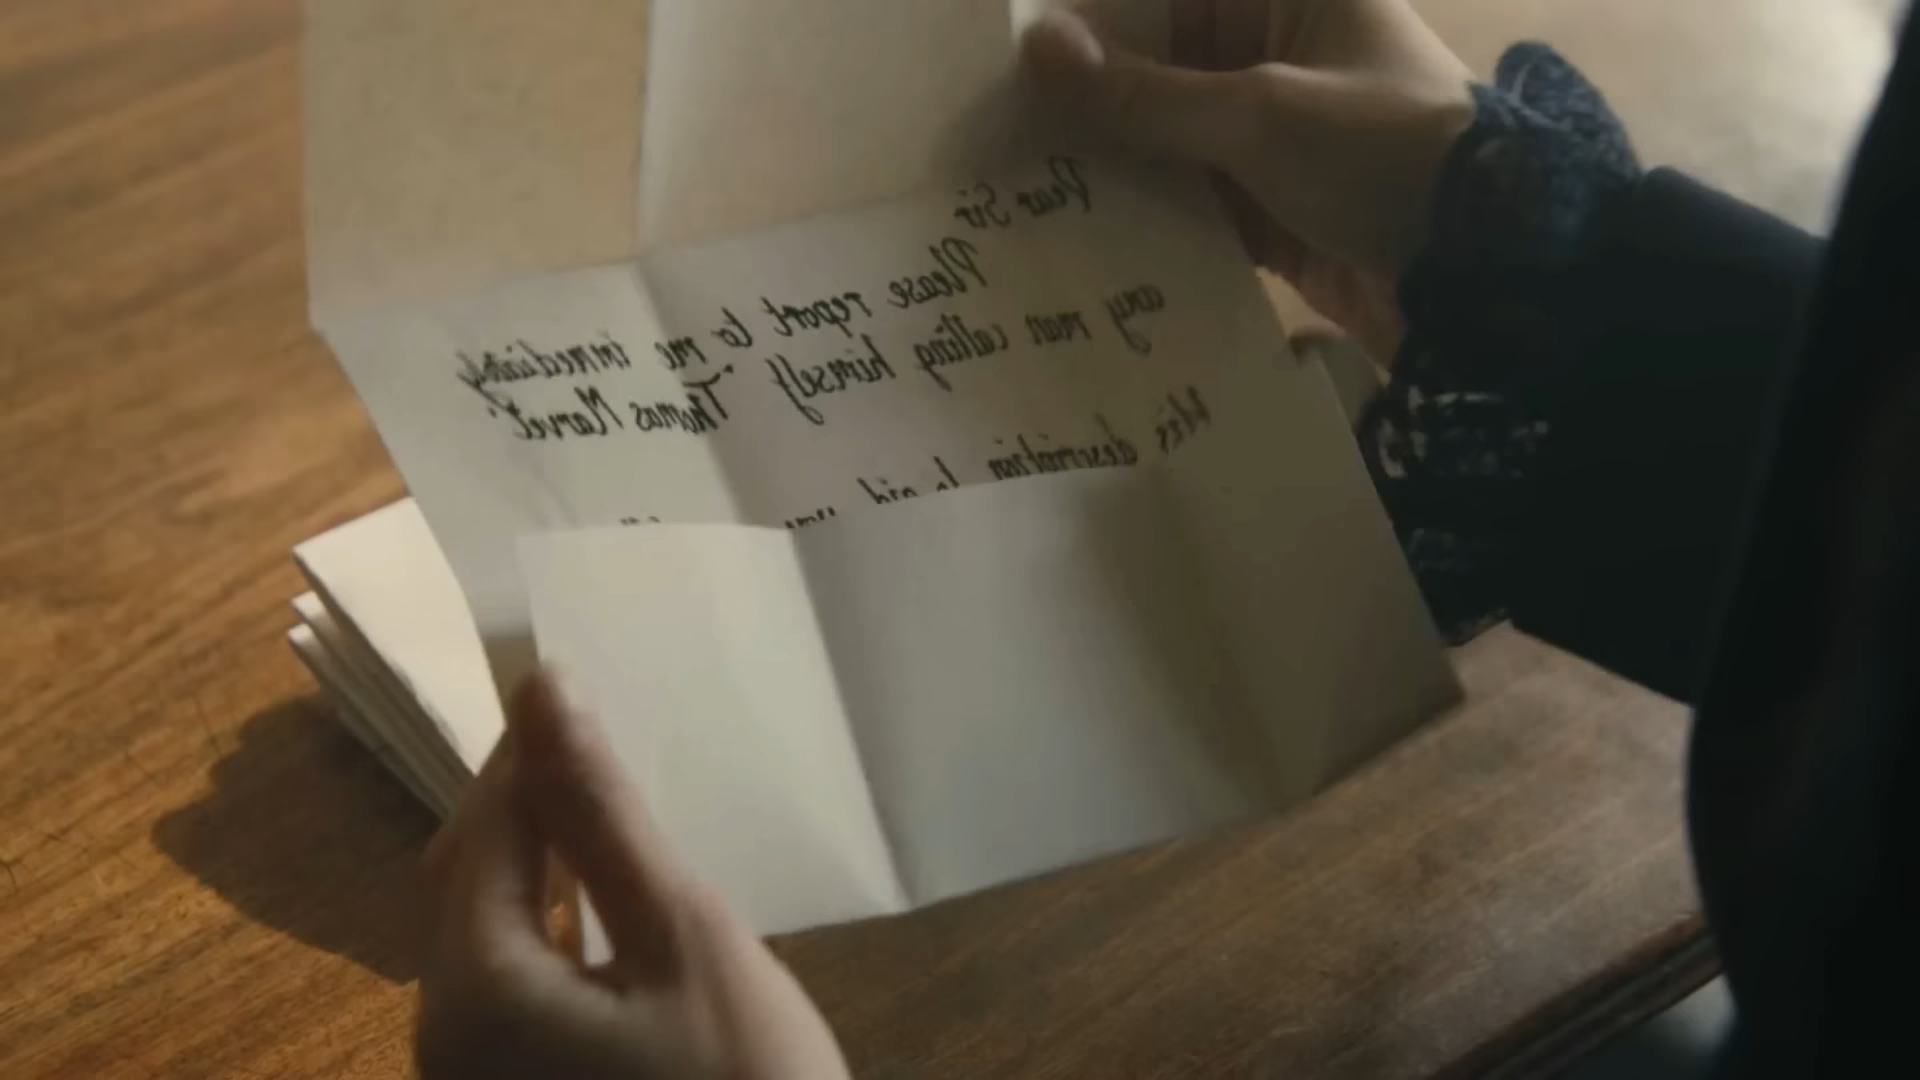 Dear Sir
Please report to me immediately
any man calling himself "Thomas Marvel".
His description